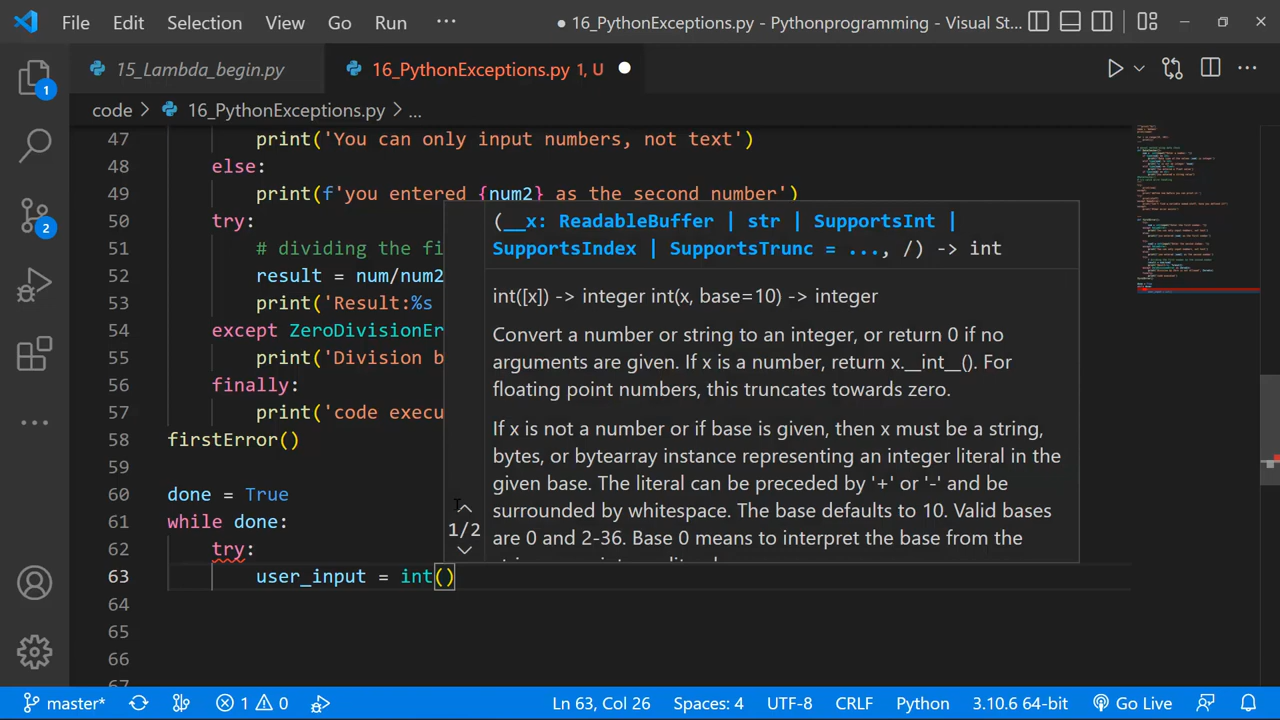 File Edit Selection View Go Run ··· ● 16_PythonExceptions.py - Pythonprogramming - Visual St...
15_Lambda_begin.py 16_PythonExceptions.py 1, U
code > 16_PythonExceptions.py > ...
47 print('You can only input numbers, not text')
48 else:
49 print(f'you entered {num2} as the second number')
50 try:
51 # dividing the fi
52 result = num/num2
53 print('Result:%s
54 except ZeroDivisionEr
55 print('Division b
56 finally:
57 print('code execu
58 firstError()
59
60 done = True
61 while done:
62 try:
63 user_input = int()
64
65
66
67
(__x: ReadableBuffer | str | SupportsInt |
SupportsIndex | SupportsTrunc = ..., /) -> int
int([x]) -> integer int(x, base=10) -> integer
Convert a number or string to an integer, or return 0 if no
arguments are given. If x is a number, return x.__int__(). For
floating point numbers, this truncates towards zero.
If x is not a number or if base is given, then x must be a string,
bytes, or bytearray instance representing an integer literal in the
given base. The literal can be preceded by '+' or '-' and be
surrounded by whitespace. The base defaults to 10. Valid bases
are 0 and 2-36. Base 0 means to interpret the base from the
1/2
1
2
master* 1 0 Ln 63, Col 26 Spaces: 4 UTF-8 CRLF Python 3.10.6 64-bit Go Live